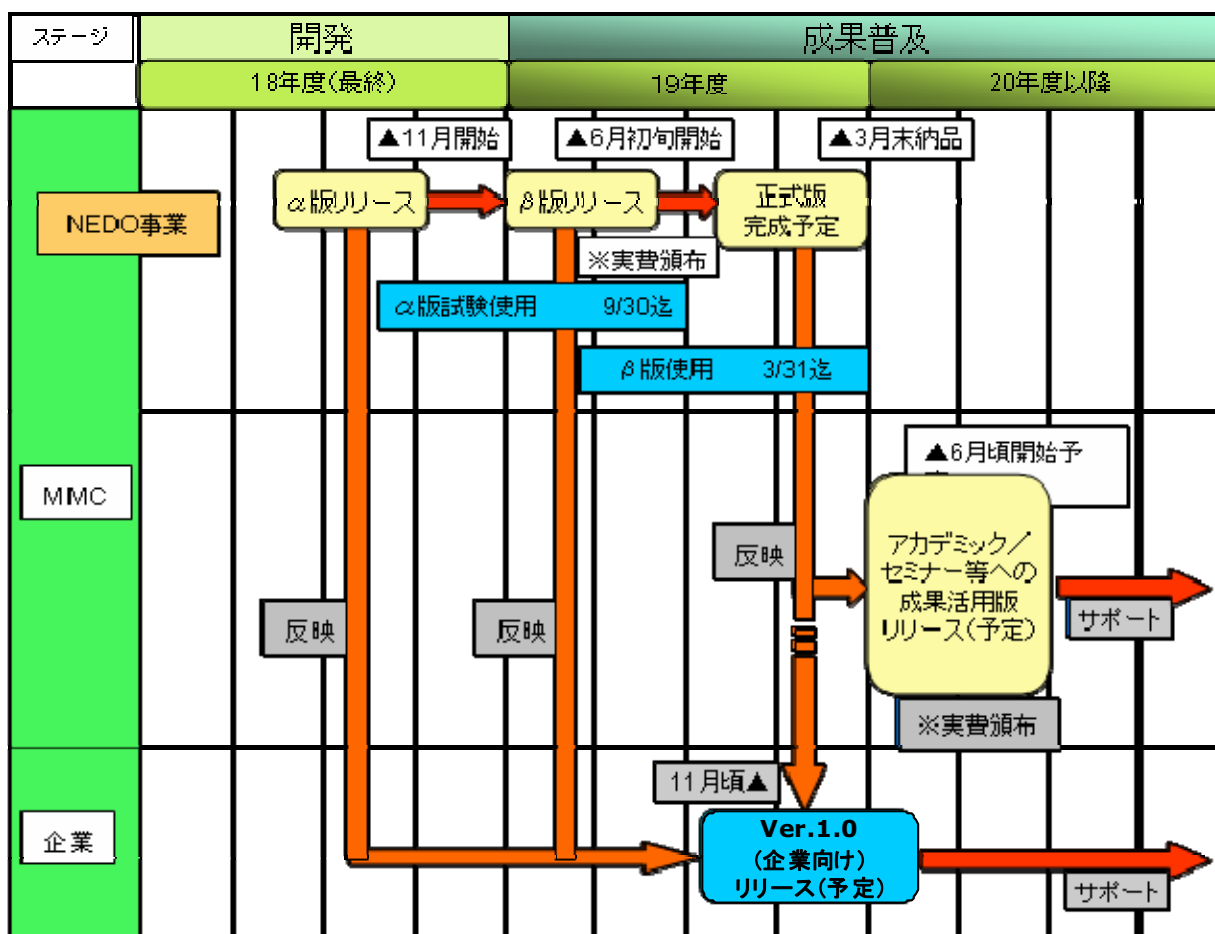 ステージ
開発
成果普及
18年度(最終)
19年度
20年度以降
▲11月開始
▲6月初旬開始
▲3月末納品
NEDO事業
α版リリース
β版リリース
正式版
完成予定
※実費頒布
α版試験使用 9/30迄
β版使用 3/31迄
MMC
▲6月頃開始予
反映
アカデミック/
セミナー等への
成果活用版
リリース(予定)
サポート
反映
反映
※実費頒布
企業
11月頃▲
Ver.1.0
(企業向け)
リリース(予定)
サポート